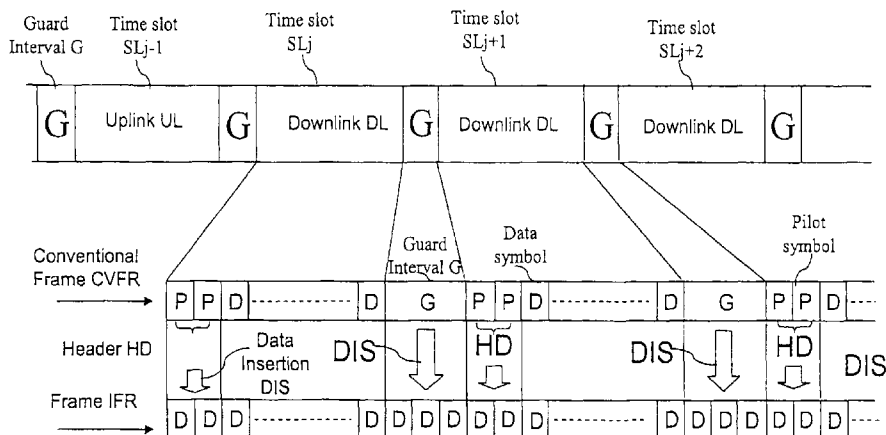 Guard
Interval G
Time slot
SLj-1
Time slot
SLj
Time slot
SLj+1
Time slot
SLj+2
G Uplink UL G Downlink DL G Downlink DL G Downlink DL G
Conventional
Frame CVFR
Guard
Interval G
Data
symbol
Pilot
symbol
P P D D G P P D D G P P D
Header HD
Data
Insertion
DIS
DIS
HD
DIS
HD
DIS
Frame IFR
D D D D D D D D D D D D D D D D D D